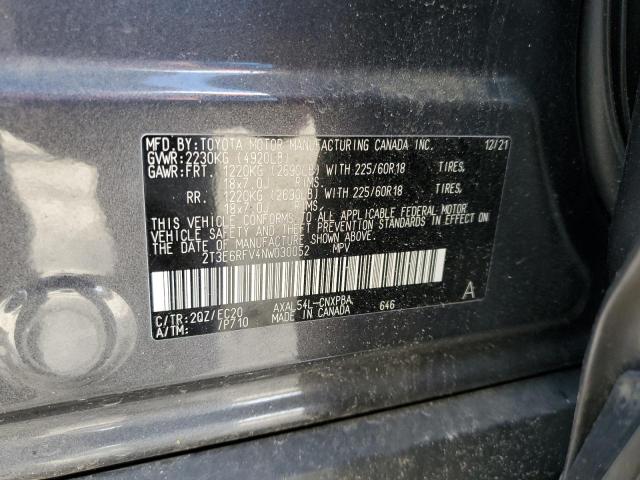 MFD.BY:TOYOTA MOTOR MANUFACTURING CANADA INC. 12/21
GVWR:2230KG (4920LB)
GAWR:FRT. 1220KG (2690LB) WITH 225/60R18 TIRES,
18x7.0J RIMS,
RR. 1220KG (2690LB) WITH 225/60R18 TIRES,
18x7.0J RIMS,
THIS VEHICLE CONFORMS TO ALL APPLICABLE FEDERAL MOTOR
VEHICLE SAFETY AND THEFT PREVENTION STANDARDS IN EFFECT ON
THE DATE OF MANUFACTURE SHOWN ABOVE.
2T3E6RFV4NW030052 MPV
C/TR:2QZ/EC20 AXAL54L-CNXPBA 646 A
A/TM: /P710 MADE IN CANADA